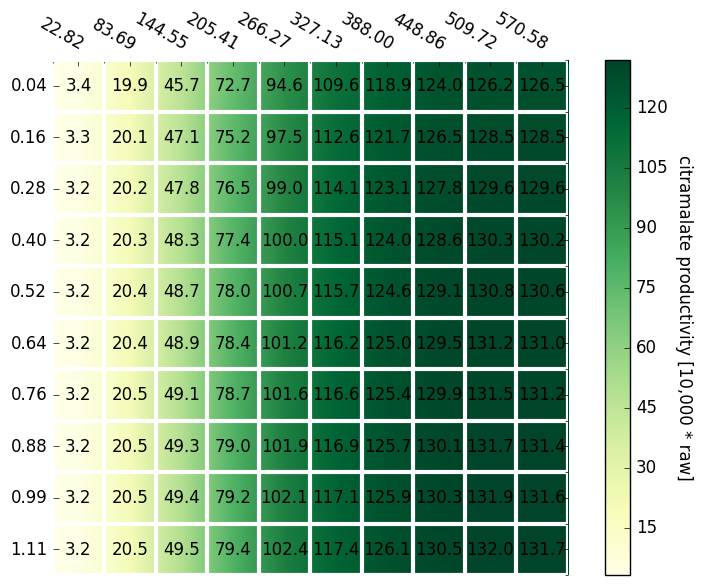 22.82 83.69 144.55 205.41 266.27 327.13 388.00 448.86 509.72 570.58
0.04 3.4 19.9 45.7 72.7 94.6 109.6 118.9 124.0 126.2 126.5
0.16 3.3 20.1 47.1 75.2 97.5 112.6 121.7 126.5 128.5 128.5
0.28 3.2 20.2 47.8 76.5 99.0 114.1 123.1 127.8 129.6 129.6
0.40 3.2 20.3 48.3 77.4 100.0 115.1 124.0 128.6 130.3 130.2
0.52 3.2 20.4 48.7 78.0 100.7 115.7 124.6 129.1 130.8 130.6
0.64 3.2 20.4 48.9 78.4 101.2 116.2 125.0 129.5 131.2 131.0
0.76 3.2 20.5 49.1 78.7 101.6 116.6 125.4 129.9 131.5 131.2
0.88 3.2 20.5 49.3 79.0 101.9 116.9 125.7 130.1 131.7 131.4
0.99 3.2 20.5 49.4 79.2 102.1 117.1 125.9 130.3 131.9 131.6
1.11 3.2 20.5 49.5 79.4 102.4 117.4 126.1 130.5 132.0 131.7
120
105
90
75
60
45
30
15
citramalate productivity [10,000 * raw]